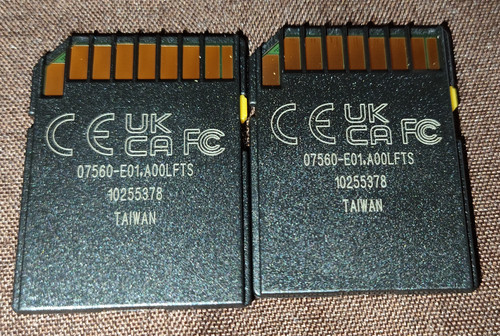 CE UK CA FC
07560-E01.A00LFTS
10255378
TAIWAN
CE UK CA FC
07560-E01.A00LFTS
10255378
TAIWAN